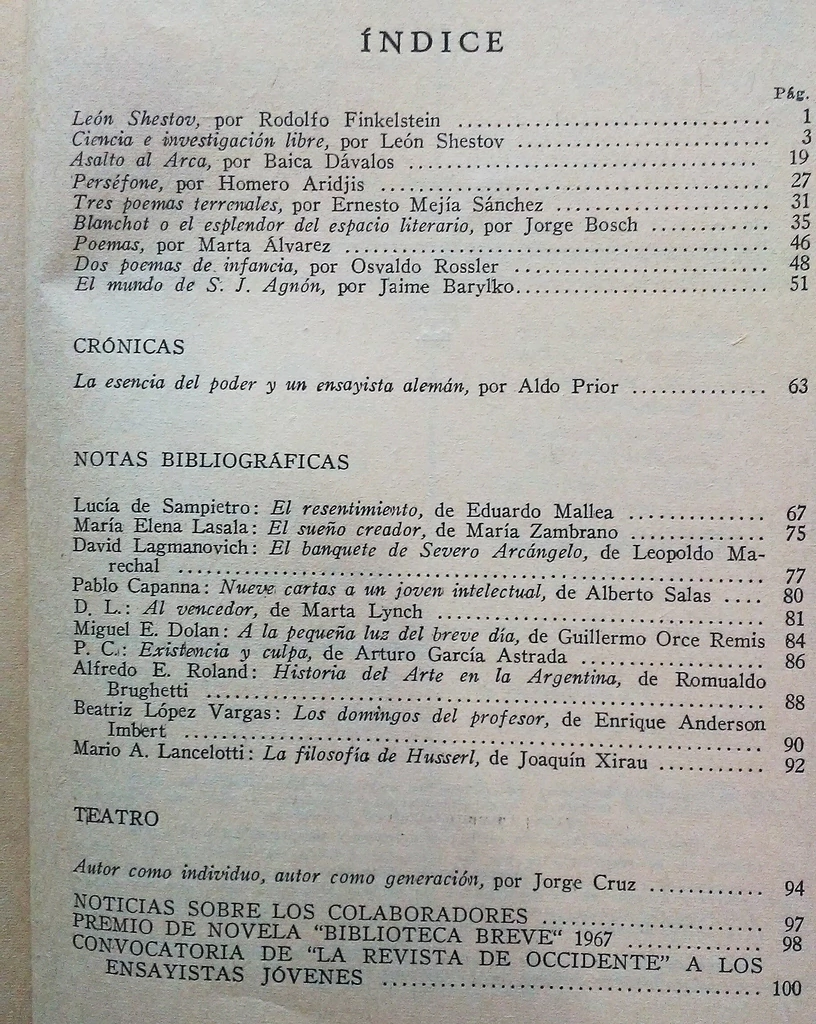 ÍNDICE
Pág.
León Shestov, por Rodolfo Finkelstein ................................ 1
Ciencia e investigación libre, por León Shestov ......................... 3
Asalto al Arca, por Baica Dávalos .................................. 19
Perséfone, por Homero Aridjis ...................................... 27
Tres poemas terrenales, por Ernesto Mejía Sánchez ..................... 31
Blanchot o el esplendor del espacio literario, por Jorge Bosch ............ 35
Poemas, por Marta Álvarez ......................................... 46
Dos poemas de infancia, por Osvaldo Rossler ......................... 48
El mundo de S. J. Agnón, por Jaime Barylko......................... 51
CRÓNICAS
La esencia del poder y un ensayista alemán, por Aldo Prior .............. 63
NOTAS BIBLIOGRÁFICAS
Lucía de Sampietro: El resentimiento, de Eduardo Mallea .............. 67
María Elena Lasala: El sueño creador, de María Zambrano .............. 75
David Lagmanovich: El banquete de Severo Arcángelo, de Leopoldo Ma-
rechal ........................................................... 77
Pablo Capanna: Nueve cartas a un joven intelectual, de Alberto Salas .... 80
D. L.: Al vencedor, de Marta Lynch ................................. 81
Miguel E. Dolan: A la pequeña luz del breve día, de Guillermo Orce Remis 84
P. C.: Existencia y culpa, de Arturo García Astrada ................... 86
Alfredo E. Roland: Historia del Arte en la Argentina, de Romualdo
Brughetti ........................................................ 88
Beatriz López Vargas: Los domingos del profesor, de Enrique Anderson
Imbert ........................................................... 90
Mario A. Lancelotti: La filosofía de Husserl, de Joaquín Xirau ........... 92
TEATRO
Autor como individuo, autor como generación, por Jorge Cruz ............ 94
NOTICIAS SOBRE LOS COLABORADORES ....................... 97
PREMIO DE NOVELA "BIBLIOTECA BREVE" 1967 .............. 98
CONVOCATORIA DE "LA REVISTA DE OCCIDENTE" A LOS
ENSAYISTAS JÓVENES ...................................... 100